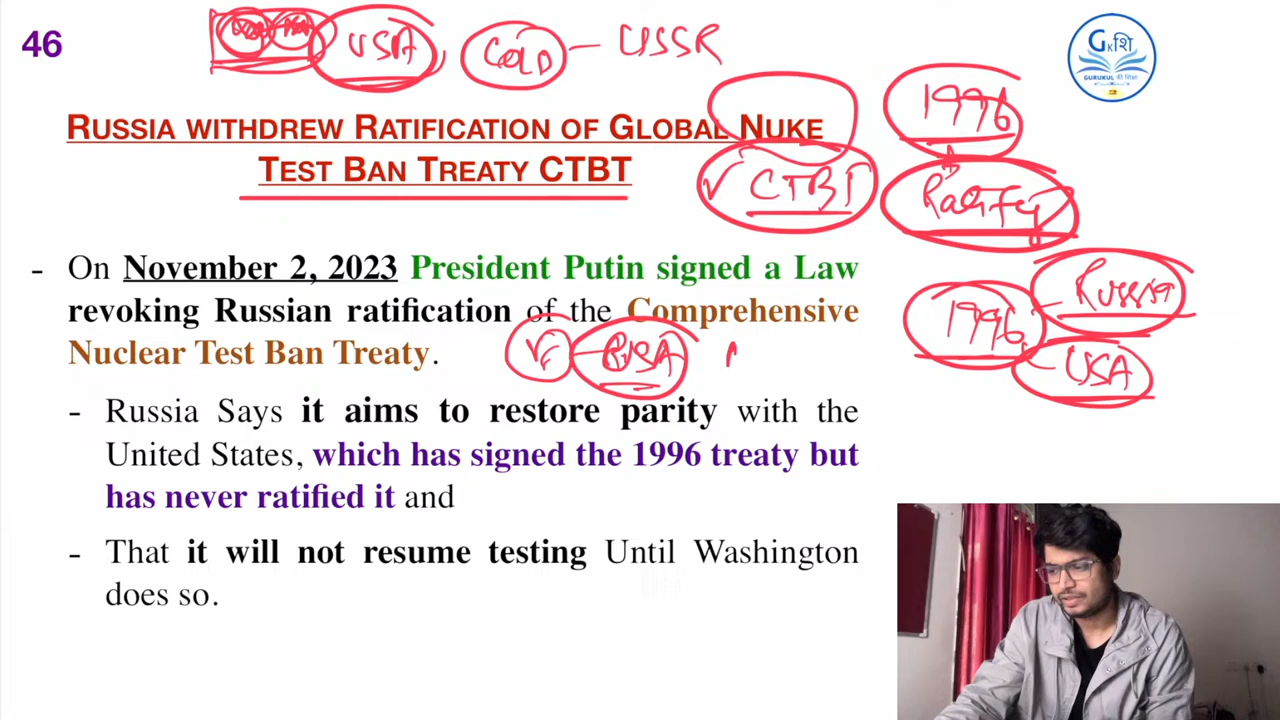 46
USA, COLD - USSR
GKशि
GURUKUL की शिक्षा
1996
RUSSIA WITHDREW RATIFICATION OF GLOBAL NUKE
TEST BAN TREATY CTBT
✓ CTBT
Ratify
On November 2, 2023 President Putin signed a Law
revoking Russian ratification of the Comprehensive
Nuclear Test Ban Treaty.
1996 - Russia
- USA
- Russia Says it aims to restore parity with the
United States, which has signed the 1996 treaty but
has never ratified it and
- That it will not resume testing Until Washington
does so.